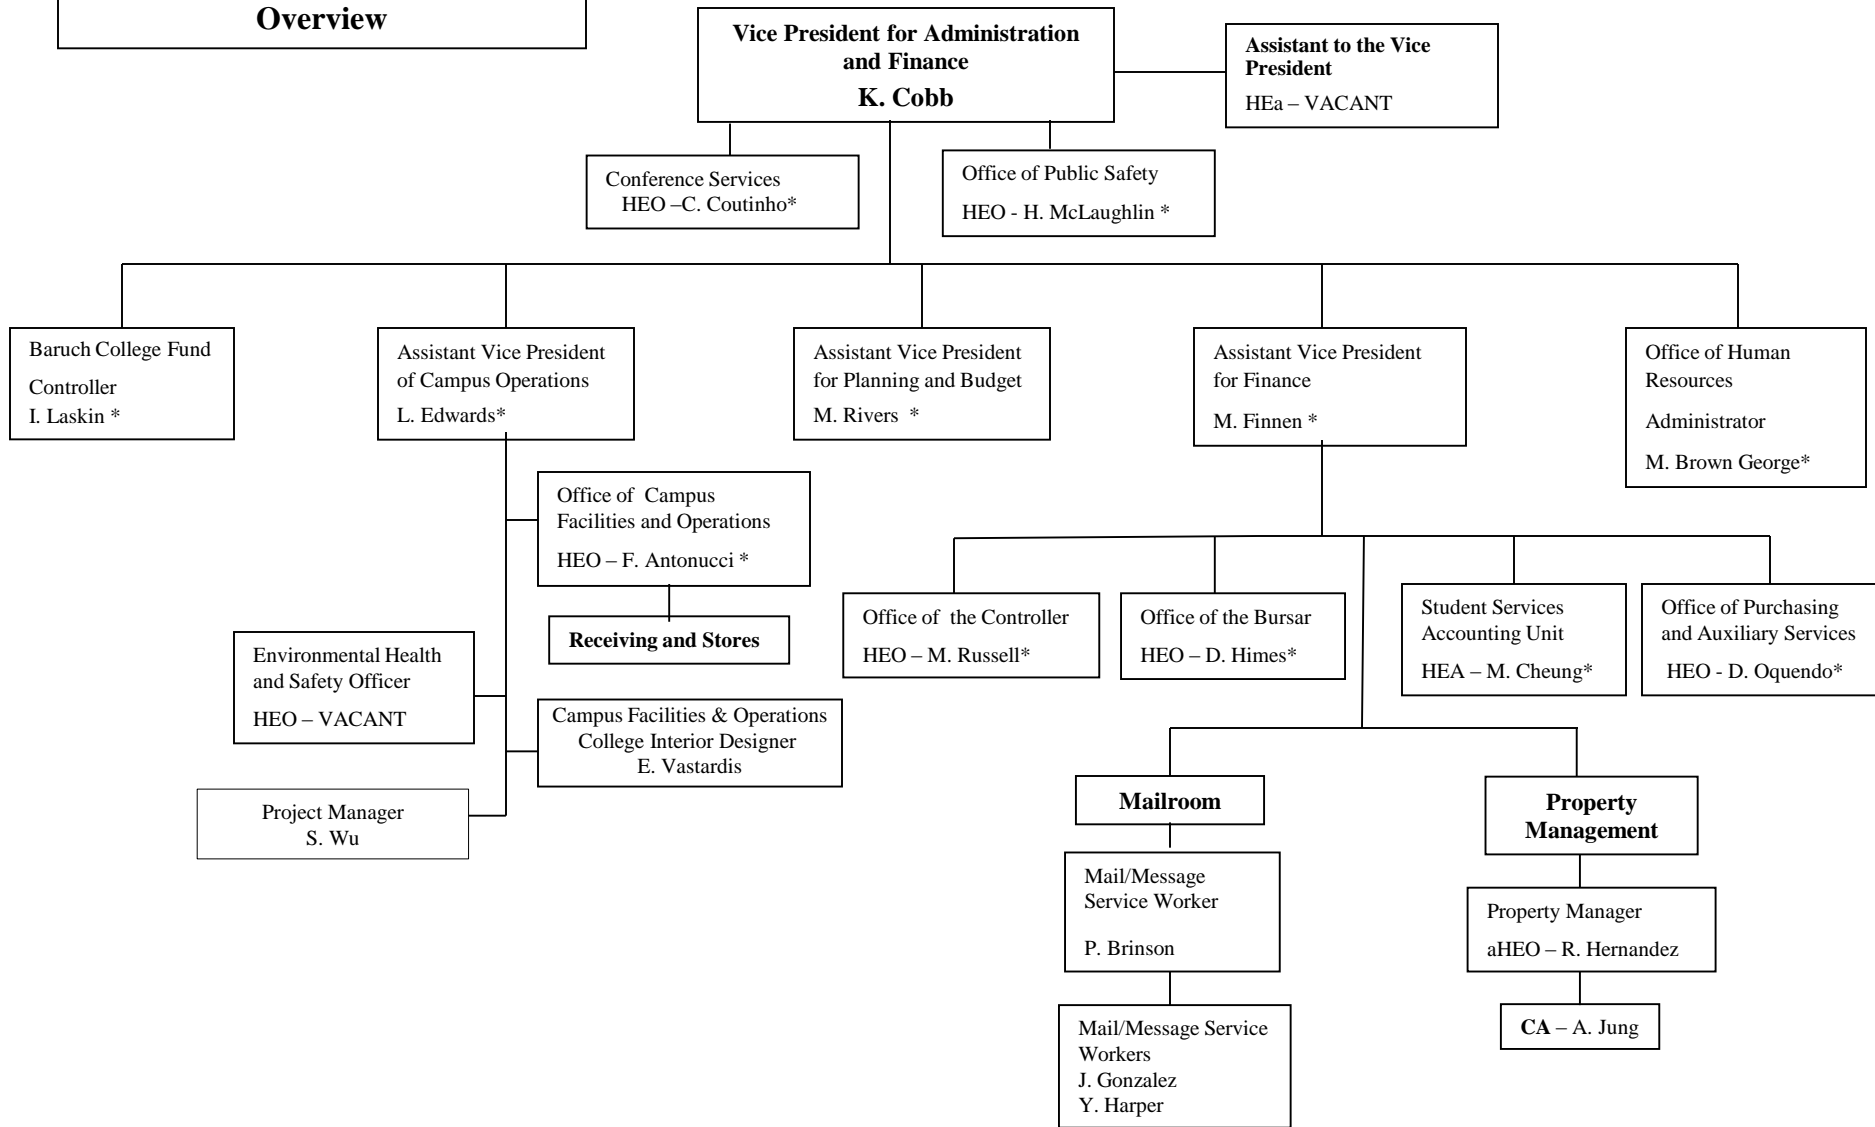 Overview
Vice President for Administration
and Finance
K. Cobb
Assistant to the Vice
President
HEa – VACANT
Conference Services
HEO –C. Coutinho*
Office of Public Safety
HEO - H. McLaughlin *
Baruch College Fund
Controller
I. Laskin *
Assistant Vice President
of Campus Operations
L. Edwards*
Assistant Vice President
for Planning and Budget
M. Rivers *
Assistant Vice President
for Finance
M. Finnen *
Office of Human
Resources
Administrator
M. Brown George*
Office of Campus
Facilities and Operations
HEO – F. Antonucci *
Receiving and Stores
Environmental Health
and Safety Officer
HEO – VACANT
Campus Facilities & Operations
College Interior Designer
E. Vastardis
Project Manager
S. Wu
Office of the Controller
HEO – M. Russell*
Office of the Bursar
HEO – D. Himes*
Student Services
Accounting Unit
HEA – M. Cheung*
Office of Purchasing
and Auxiliary Services
HEO - D. Oquendo*
Mailroom
Mail/Message
Service Worker
P. Brinson
Mail/Message Service
Workers
J. Gonzalez
Y. Harper
Property
Management
Property Manager
aHEO – R. Hernandez
CA – A. Jung